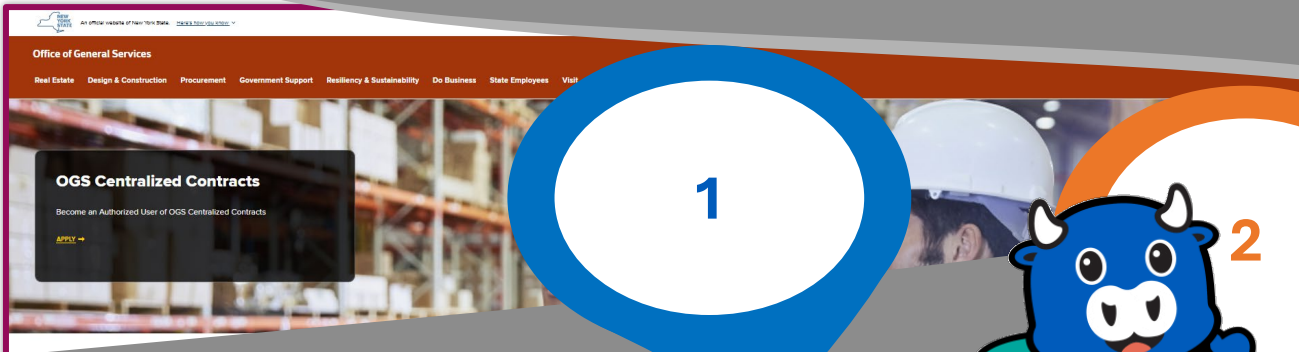 NEW
YORK
STATE
An official website of New York State. Here's how you know
Office of General Services
Real Estate Design & Construction Procurement Government Support Resiliency & Sustainability Do Business State Employees Visit
OGS Centralized Contracts
Become an Authorized User of OGS Centralized Contracts
APPLY →
1
2